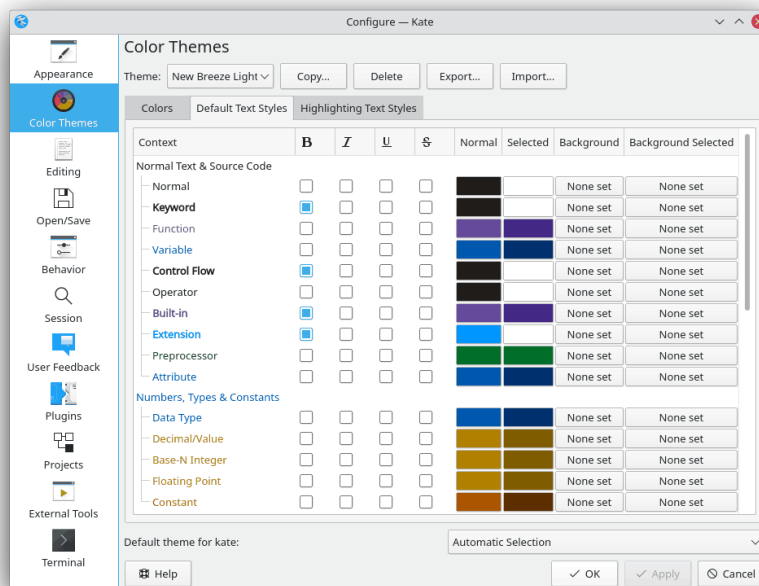 Configure — Kate
Appearance
Color Themes
Editing
Open/Save
Behavior
Session
User Feedback
Plugins
Projects
External Tools
Terminal
Color Themes
Theme: New Breeze Light Copy... Delete Export... Import...
Colors Default Text Styles Highlighting Text Styles
Context B I U S Normal Selected Background Background Selected
Normal Text & Source Code
Normal None set None set
Keyword None set None set
Function None set None set
Variable None set None set
Control Flow None set None set
Operator None set None set
Built-in None set None set
Extension None set None set
Preprocessor None set None set
Attribute None set None set
Numbers, Types & Constants
Data Type None set None set
Decimal/Value None set None set
Base-N Integer None set None set
Floating Point None set None set
Constant None set None set
Default theme for kate: Automatic Selection
Help OK Apply Cancel